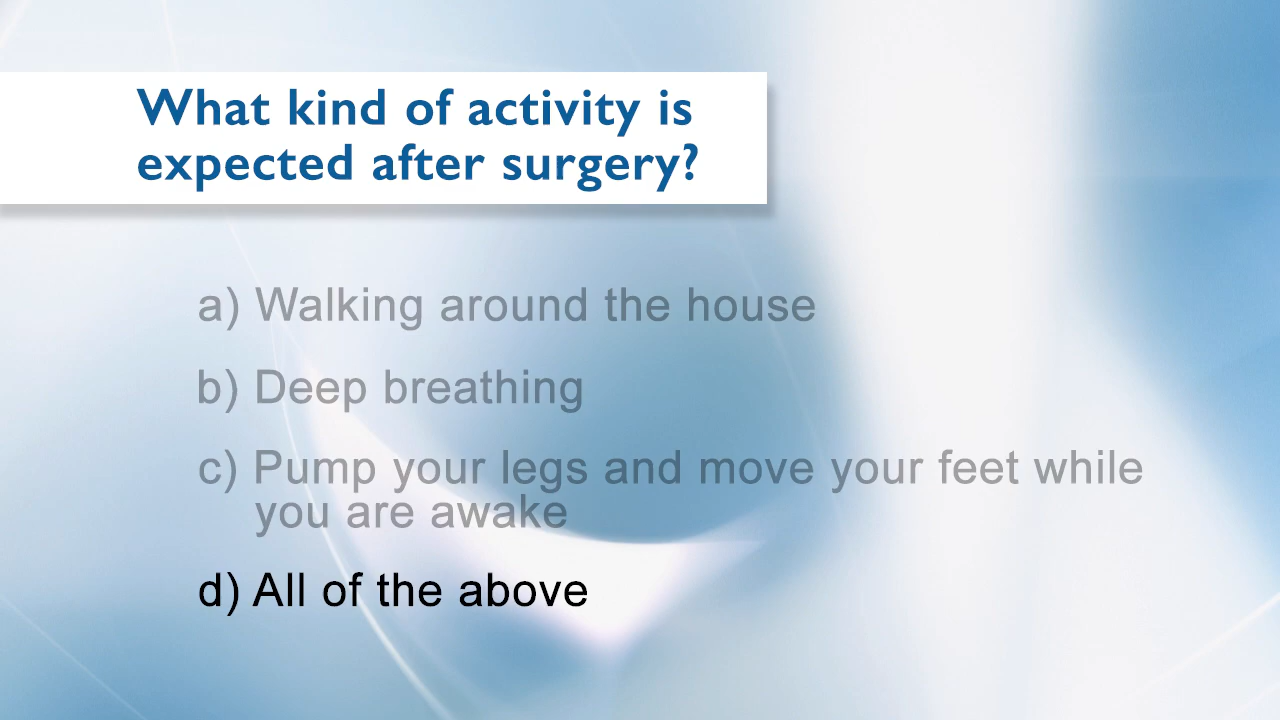 What kind of activity is
expected after surgery?
a) Walking around the house
b) Deep breathing
c) Pump your legs and move your feet while
you are awake
d) All of the above